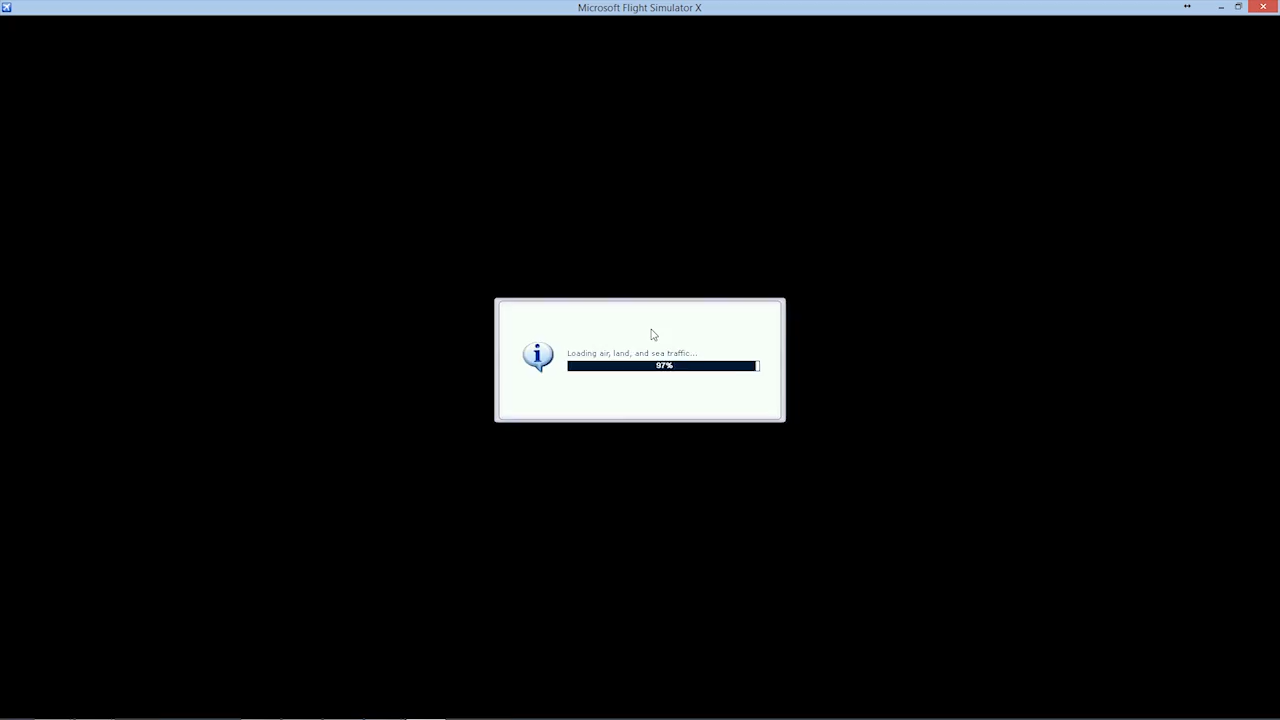 Microsoft Flight Simulator X
Loading air, land, and sea traffic...
97%